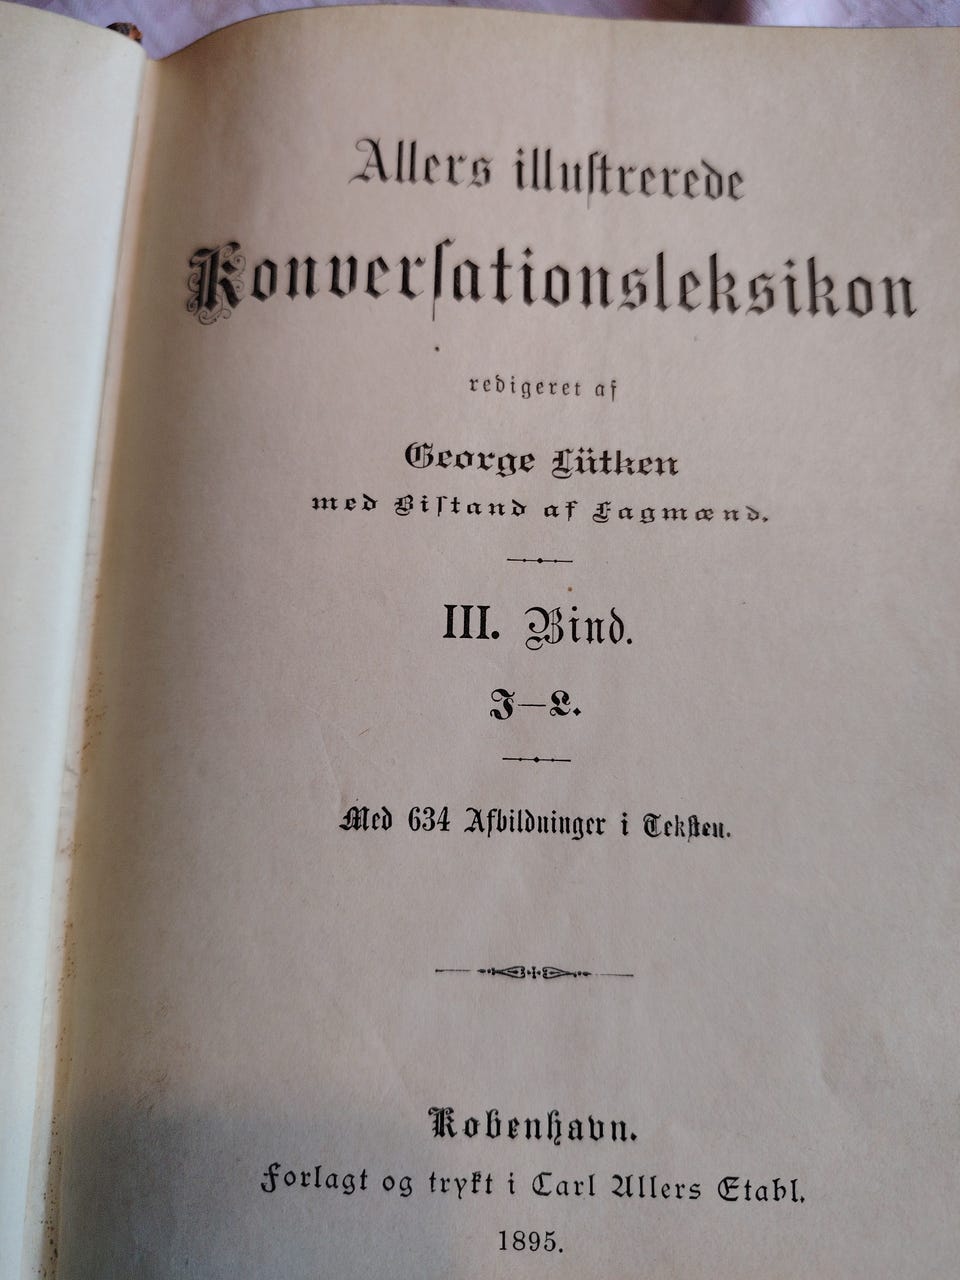 Allers illustrerede
Konversationsleksikon
redigeret af
George Lütken
med Bistand af Fagmænd.
III. Bind.
J—L.
Med 634 Afbildninger i Teksten.
København.
Forlagt og trykt i Carl Allers Etabl.
1895.